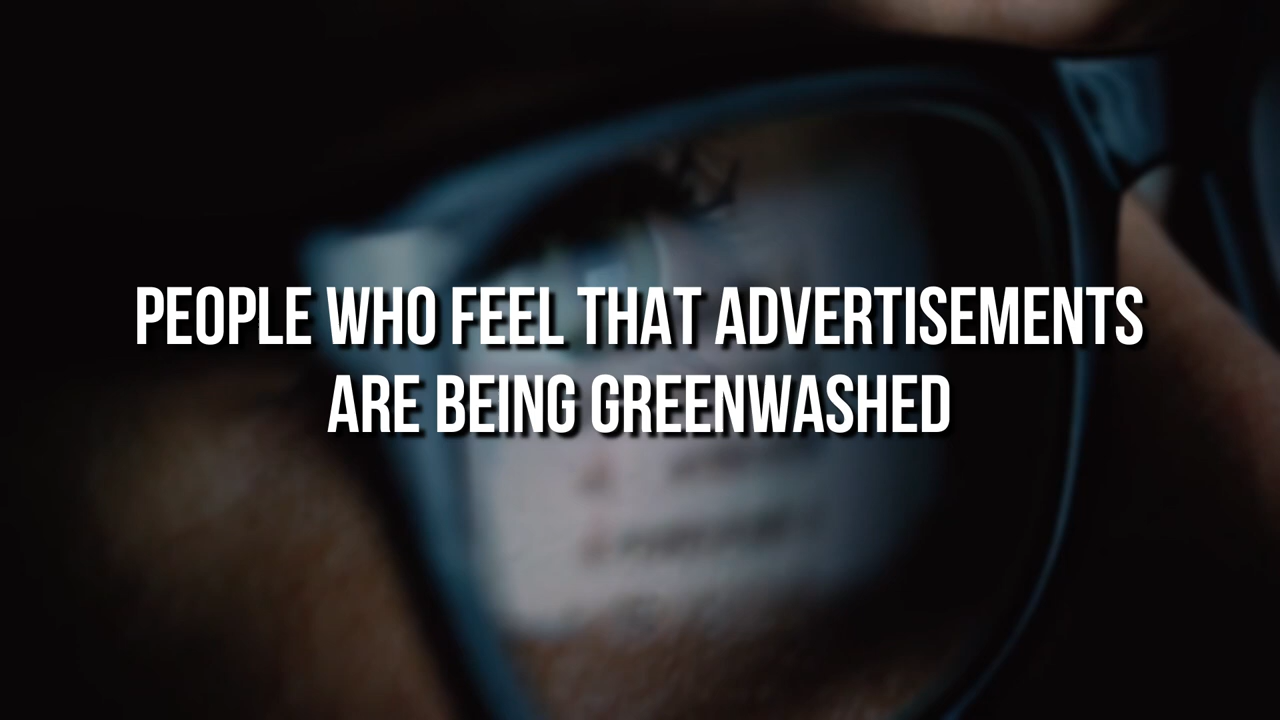 PEOPLE WHO FEEL THAT ADVERTISEMENTS
ARE BEING GREENWASHED